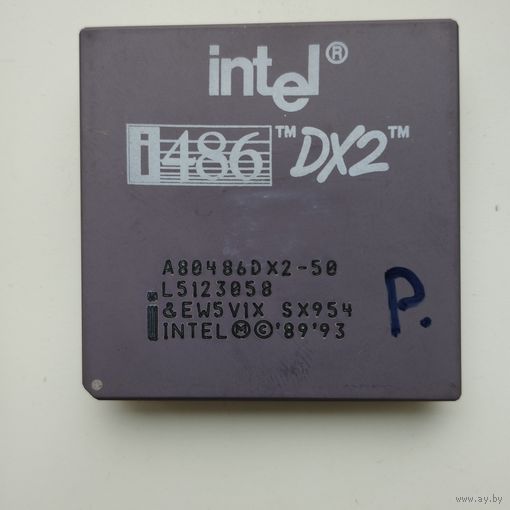 intel®
i486™ DX2™
A80486DX2-50
L5123058
&EW5V1X SX954
INTEL Ⓜ©'89'93
P.
www.ay.by